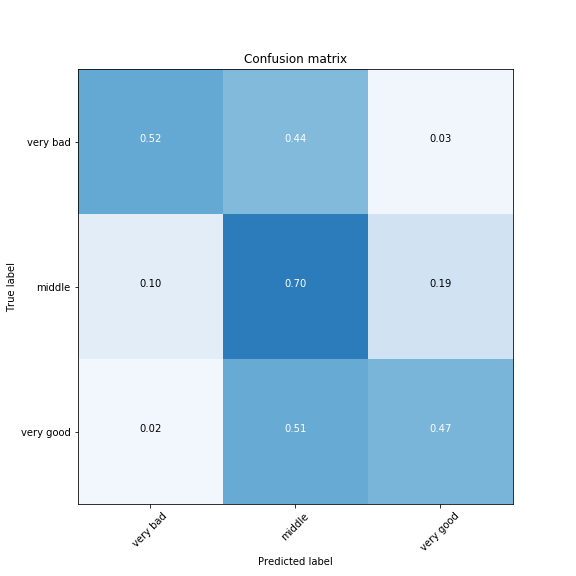 Confusion matrix
very bad 0.52 0.44 0.03
middle 0.10 0.70 0.19
very good 0.02 0.51 0.47
True label
very bad middle very good
Predicted label